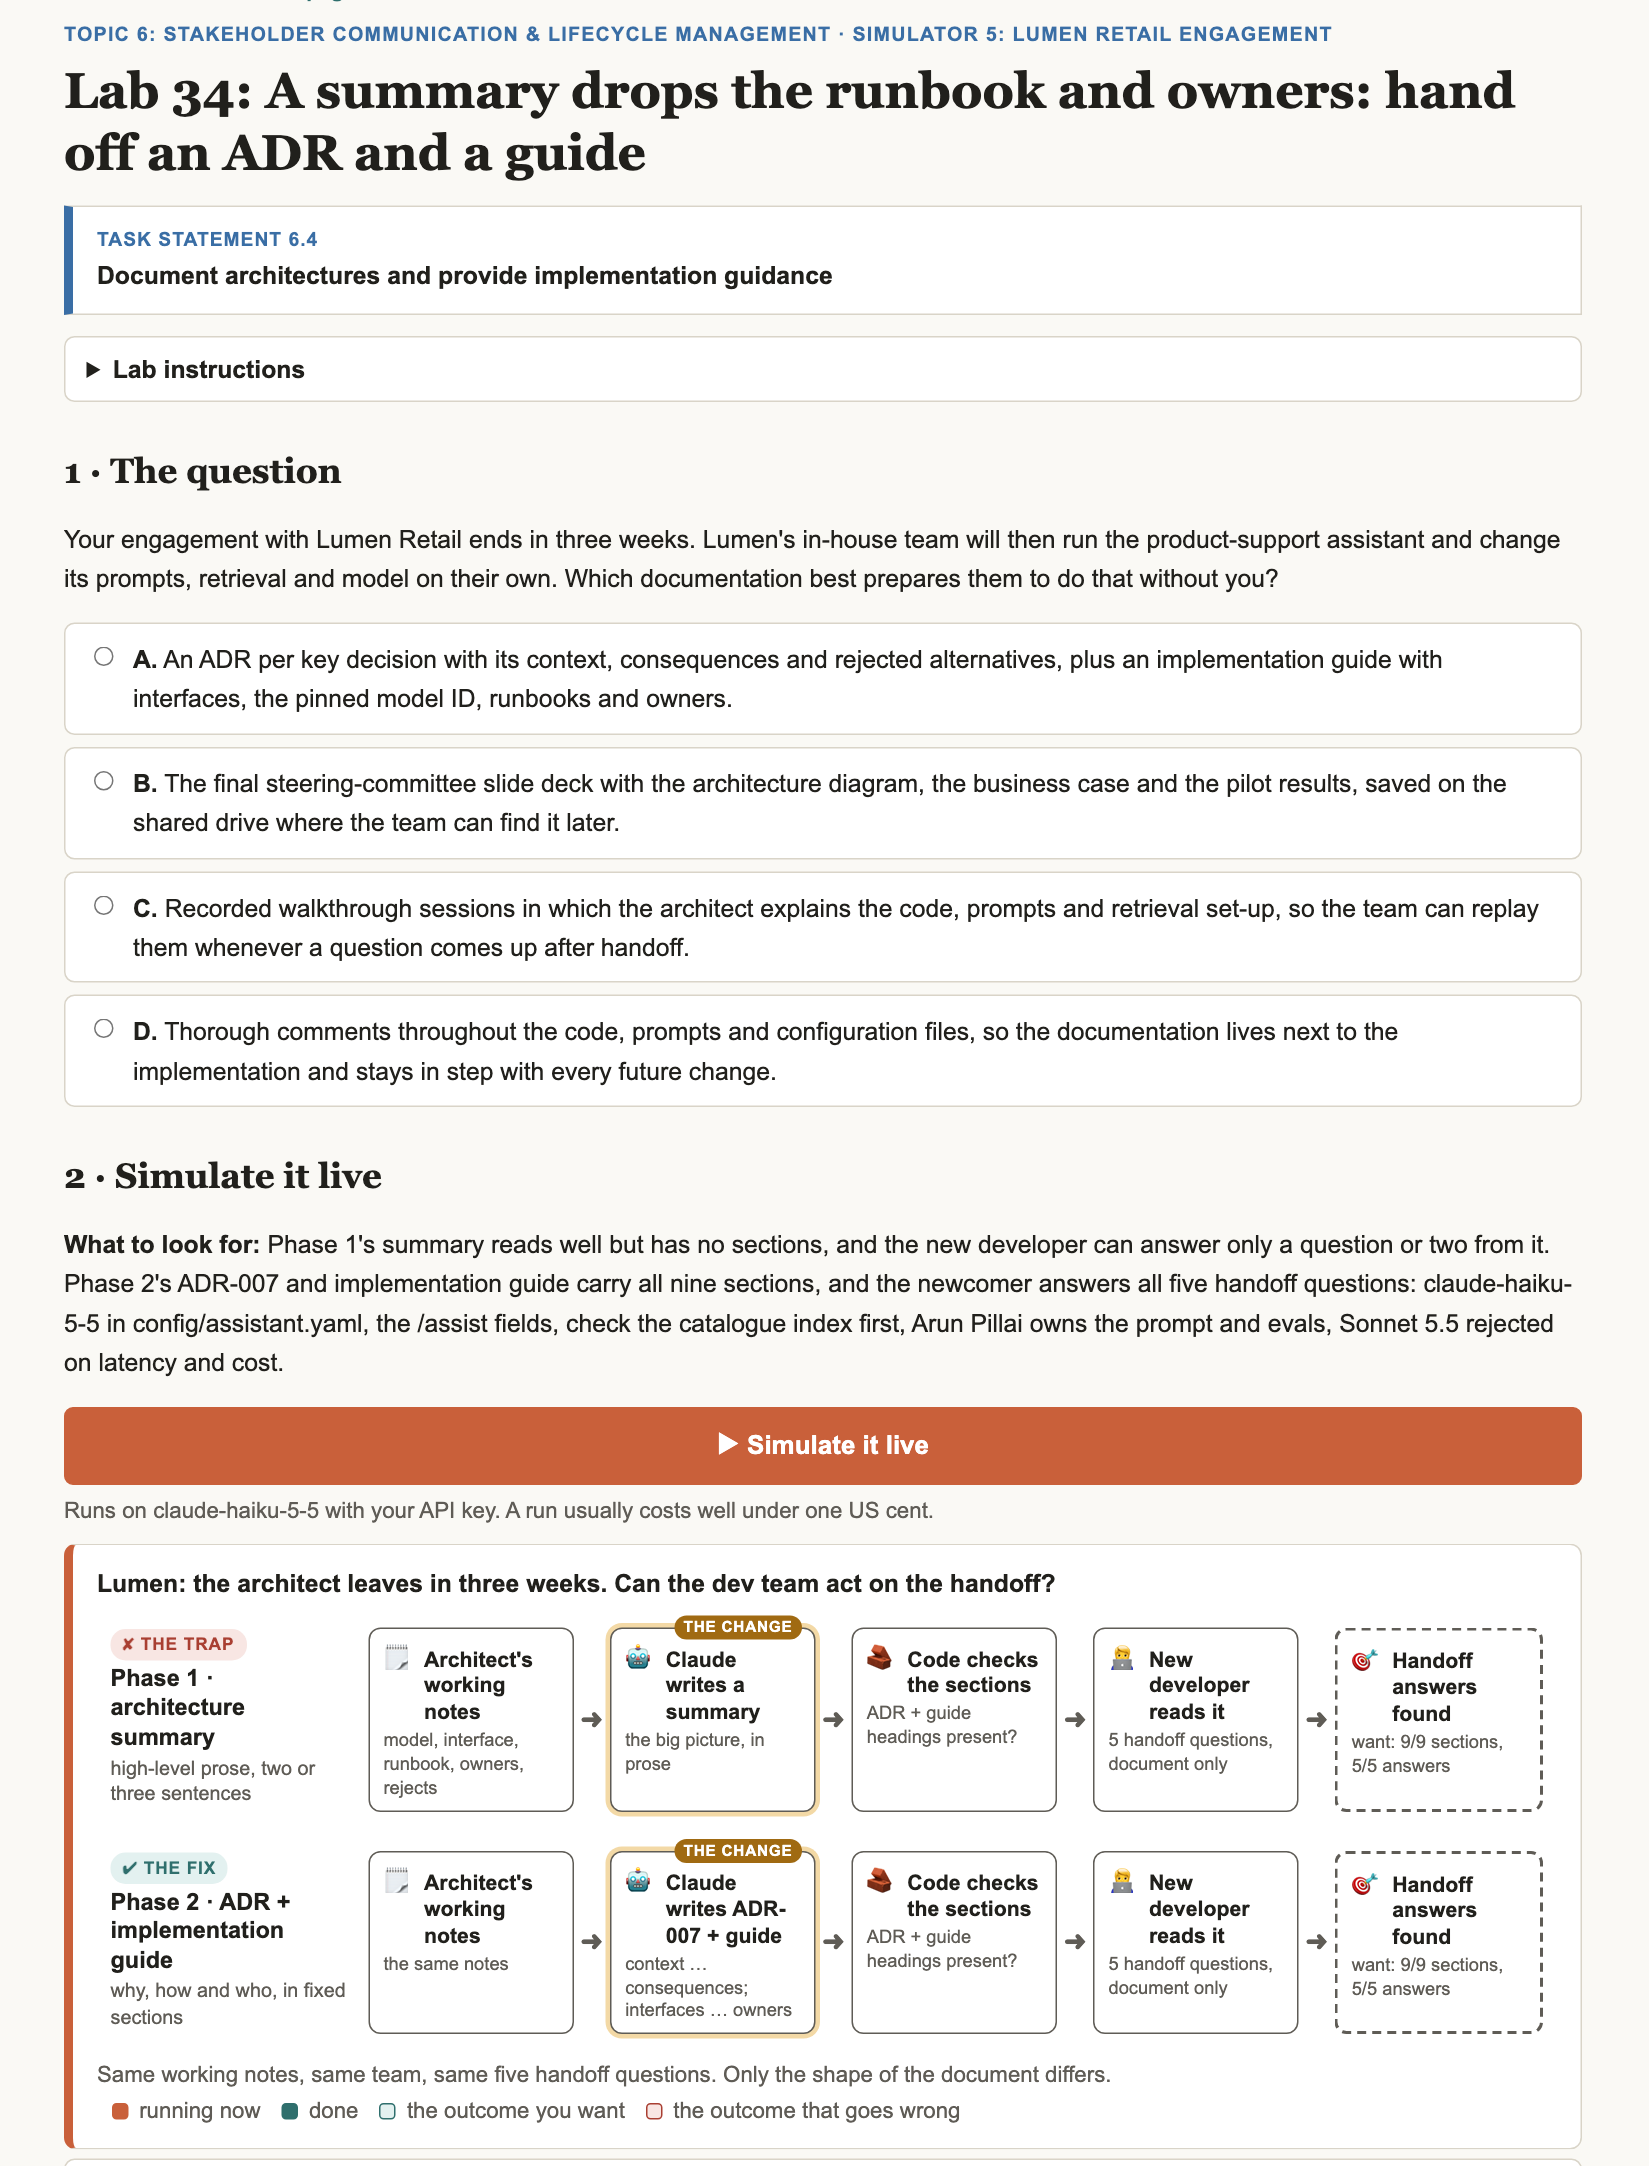 TOPIC 6: STAKEHOLDER COMMUNICATION & LIFECYCLE MANAGEMENT · SIMULATOR 5: LUMEN RETAIL ENGAGEMENT
Lab 34: A summary drops the runbook and owners: hand
off an ADR and a guide
TASK STATEMENT 6.4
Document architectures and provide implementation guidance
▶ Lab instructions
1 · The question
Your engagement with Lumen Retail ends in three weeks. Lumen's in-house team will then run the product-support assistant and change
its prompts, retrieval and model on their own. Which documentation best prepares them to do that without you?
A. An ADR per key decision with its context, consequences and rejected alternatives, plus an implementation guide with
interfaces, the pinned model ID, runbooks and owners.
B. The final steering-committee slide deck with the architecture diagram, the business case and the pilot results, saved on the
shared drive where the team can find it later.
C. Recorded walkthrough sessions in which the architect explains the code, prompts and retrieval set-up, so the team can replay
them whenever a question comes up after handoff.
D. Thorough comments throughout the code, prompts and configuration files, so the documentation lives next to the
implementation and stays in step with every future change.
2 · Simulate it live
What to look for: Phase 1's summary reads well but has no sections, and the new developer can answer only a question or two from it.
Phase 2's ADR-007 and implementation guide carry all nine sections, and the newcomer answers all five handoff questions: claude-haiku-
5-5 in config/assistant.yaml, the /assist fields, check the catalogue index first, Arun Pillai owns the prompt and evals, Sonnet 5.5 rejected
on latency and cost.
▶ Simulate it live
Runs on claude-haiku-5-5 with your API key. A run usually costs well under one US cent.
Lumen: the architect leaves in three weeks. Can the dev team act on the handoff?
✘ THE TRAP
Phase 1 ·
architecture
summary
high-level prose, two or
three sentences
Architect's
working
notes
model, interface,
runbook, owners,
rejects
➜
THE CHANGE
Claude
writes a
summary
the big picture, in
prose
➜
Code checks
the sections
ADR + guide
headings present?
➜
New
developer
reads it
5 handoff questions,
document only
➜
Handoff
answers
found
want: 9/9 sections,
5/5 answers
✔ THE FIX
Phase 2 · ADR +
implementation
guide
why, how and who, in fixed
sections
Architect's
working
notes
the same notes
➜
THE CHANGE
Claude
writes ADR-
007 + guide
context …
consequences;
interfaces … owners
➜
Code checks
the sections
ADR + guide
headings present?
➜
New
developer
reads it
5 handoff questions,
document only
➜
Handoff
answers
found
want: 9/9 sections,
5/5 answers
Same working notes, same team, same five handoff questions. Only the shape of the document differs.
running now done the outcome you want the outcome that goes wrong